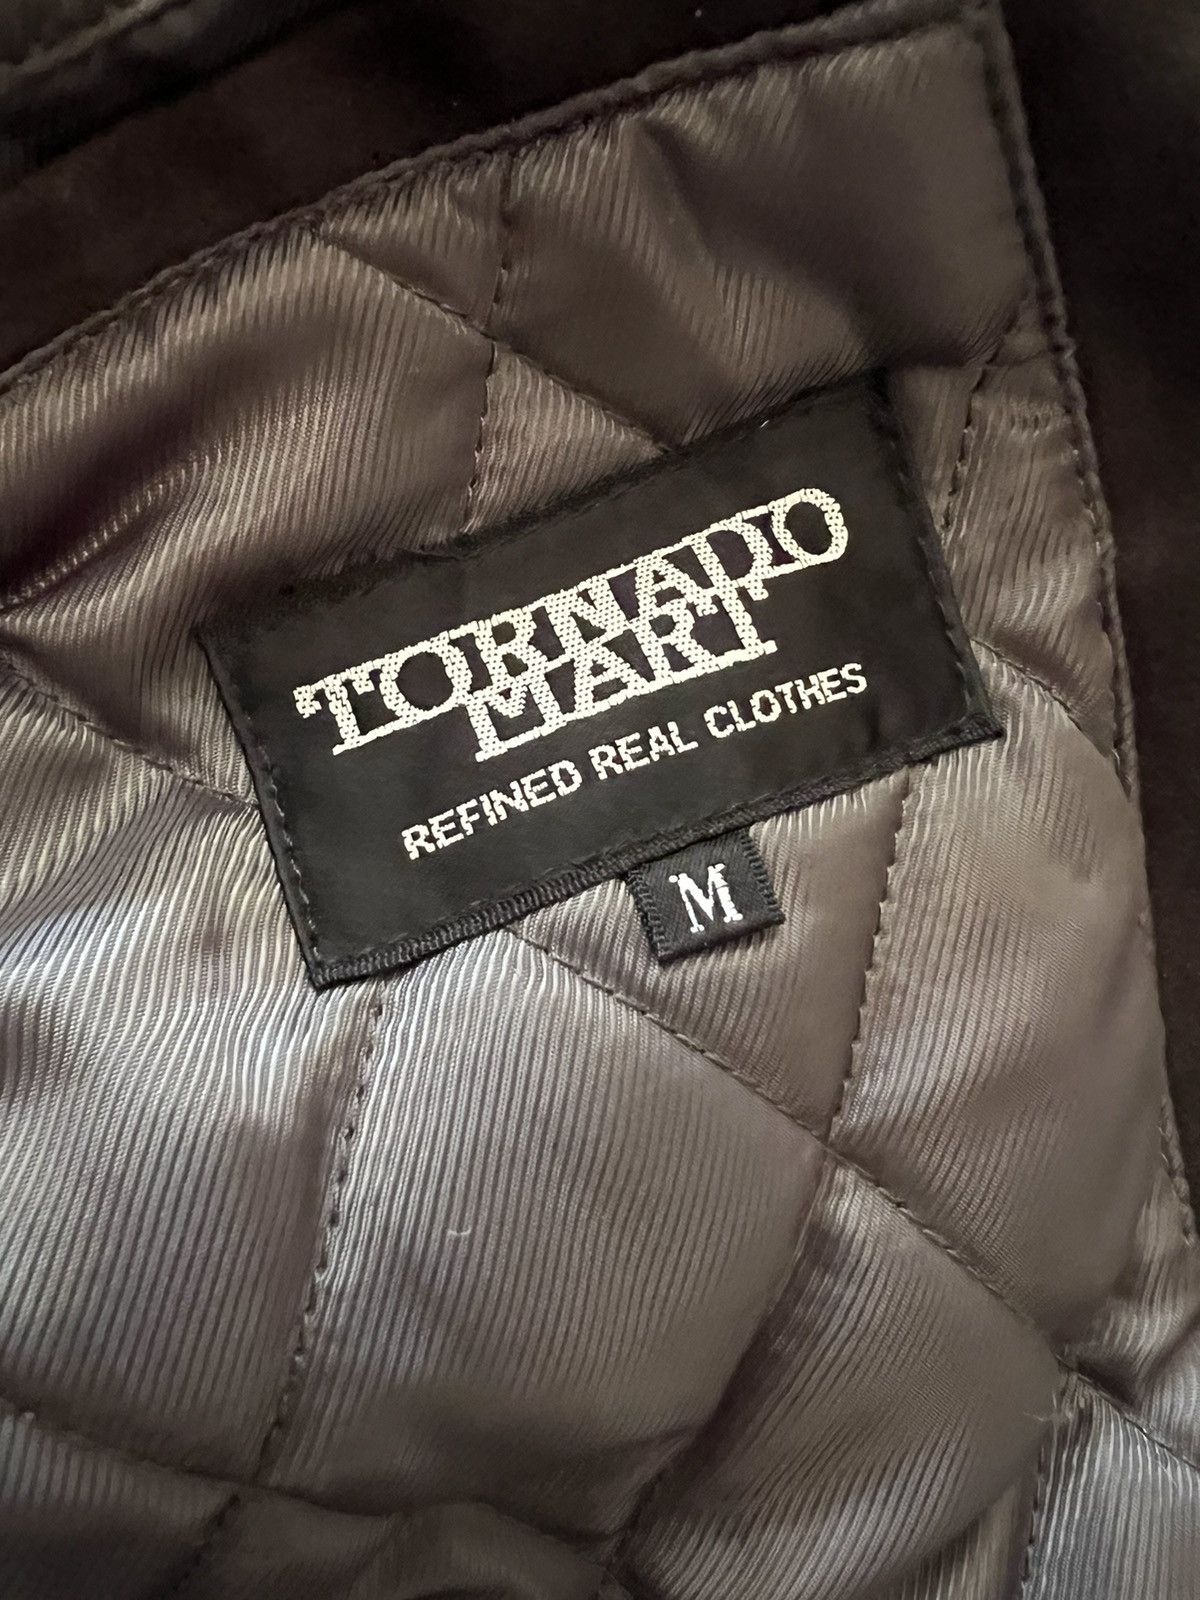 TORNADO
MART
REFINED REAL CLOTHES
M